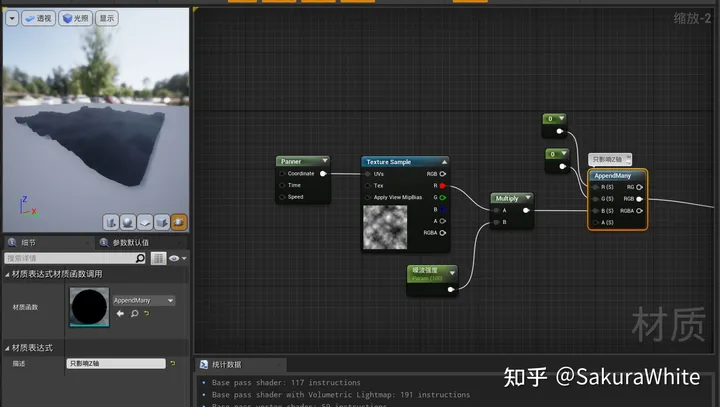 透视
光照
显示
缩放-2
Z
X
细节
参数默认值
搜索详情
材质表达式材质函数调用
材质函数
AppendMany
材质表达式
描述
只影响Z轴
Panner
Coordinate
Time
Speed
Texture Sample
UVs
RGB
Tex
R
Apply View MipBias
G
B
A
RGBA
噪波强度
Param (100)
Multiply
A
B
0
0
只影响Z轴
AppendMany
R (S)
RG
G (S)
RGB
B (S)
RGBA
A (S)
材质
统计数据
Base pass shader: 117 instructions
Base pass shader with Volumetric Lightmap: 191 instructions
Base pass vertex shader: 59 instructions
知乎 @SakuraWhite